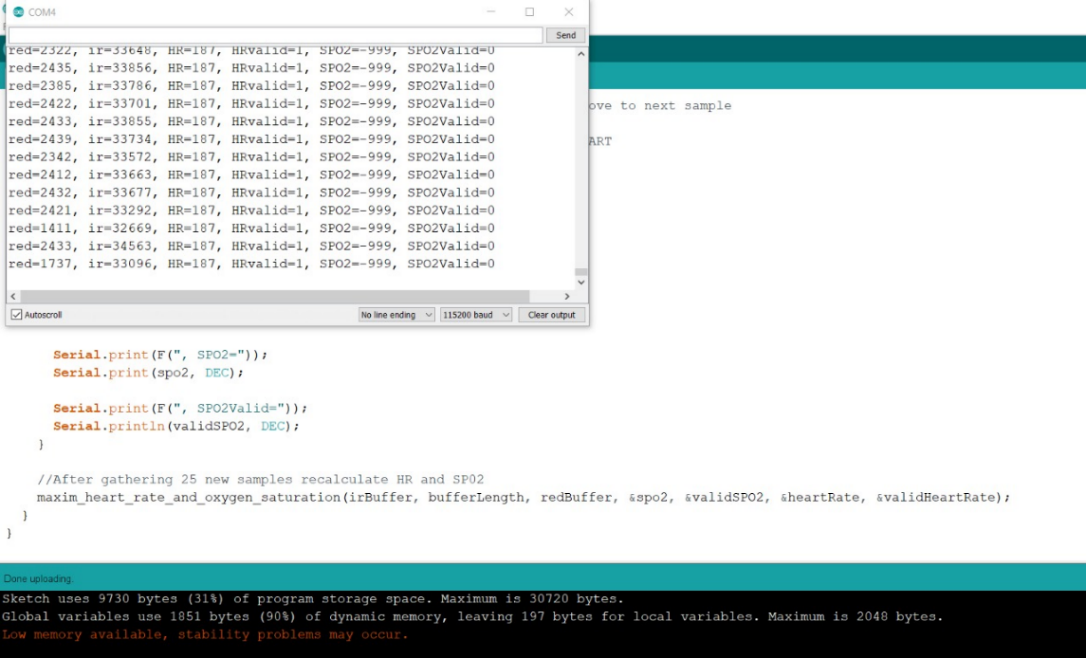 COM4
Send
red=2322, ir=33648, HR=187, HRvalid=1, SPO2=-999, SPO2Valid=0
red=2435, ir=33856, HR=187, HRvalid=1, SPO2=-999, SPO2Valid=0
red=2385, ir=33786, HR=187, HRvalid=1, SPO2=-999, SPO2Valid=0
red=2422, ir=33701, HR=187, HRvalid=1, SPO2=-999, SPO2Valid=0
red=2433, ir=33855, HR=187, HRvalid=1, SPO2=-999, SPO2Valid=0
red=2439, ir=33734, HR=187, HRvalid=1, SPO2=-999, SPO2Valid=0
red=2342, ir=33572, HR=187, HRvalid=1, SPO2=-999, SPO2Valid=0
red=2412, ir=33663, HR=187, HRvalid=1, SPO2=-999, SPO2Valid=0
red=2432, ir=33677, HR=187, HRvalid=1, SPO2=-999, SPO2Valid=0
red=2421, ir=33292, HR=187, HRvalid=1, SPO2=-999, SPO2Valid=0
red=1411, ir=32669, HR=187, HRvalid=1, SPO2=-999, SPO2Valid=0
red=2433, ir=34563, HR=187, HRvalid=1, SPO2=-999, SPO2Valid=0
red=1737, ir=33096, HR=187, HRvalid=1, SPO2=-999, SPO2Valid=0
Autoscroll No line ending 115200 baud Clear output
ove to next sample
ART
Serial.print(F(", SPO2="));
Serial.print(spo2, DEC);
Serial.print(F(", SPO2Valid="));
Serial.println(validSPO2, DEC);
}
//After gathering 25 new samples recalculate HR and SP02
maxim_heart_rate_and_oxygen_saturation(irBuffer, bufferLength, redBuffer, &spo2, &validSPO2, &heartRate, &validHeartRate);
}
}
Done uploading.
Sketch uses 9730 bytes (31%) of program storage space. Maximum is 30720 bytes.
Global variables use 1851 bytes (90%) of dynamic memory, leaving 197 bytes for local variables. Maximum is 2048 bytes.
Low memory available, stability problems may occur.